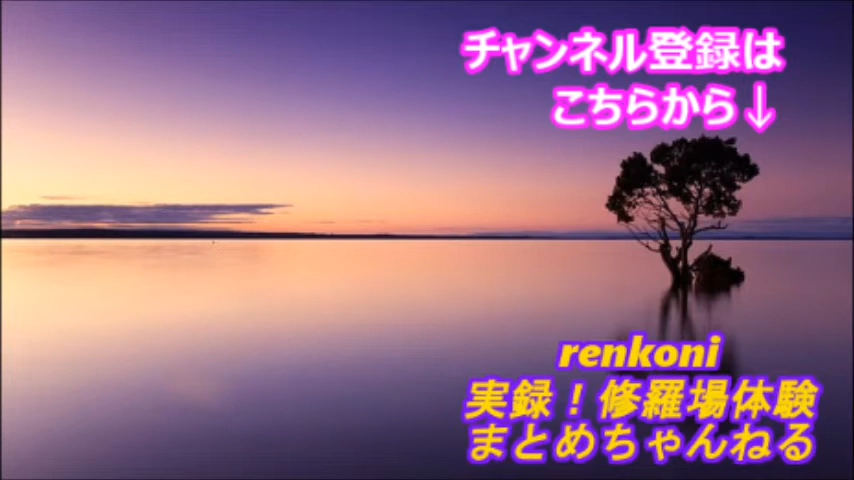 チャンネル登録は
こちらから↓
renkoni
実録！修羅場体験
まとめちゃんねる